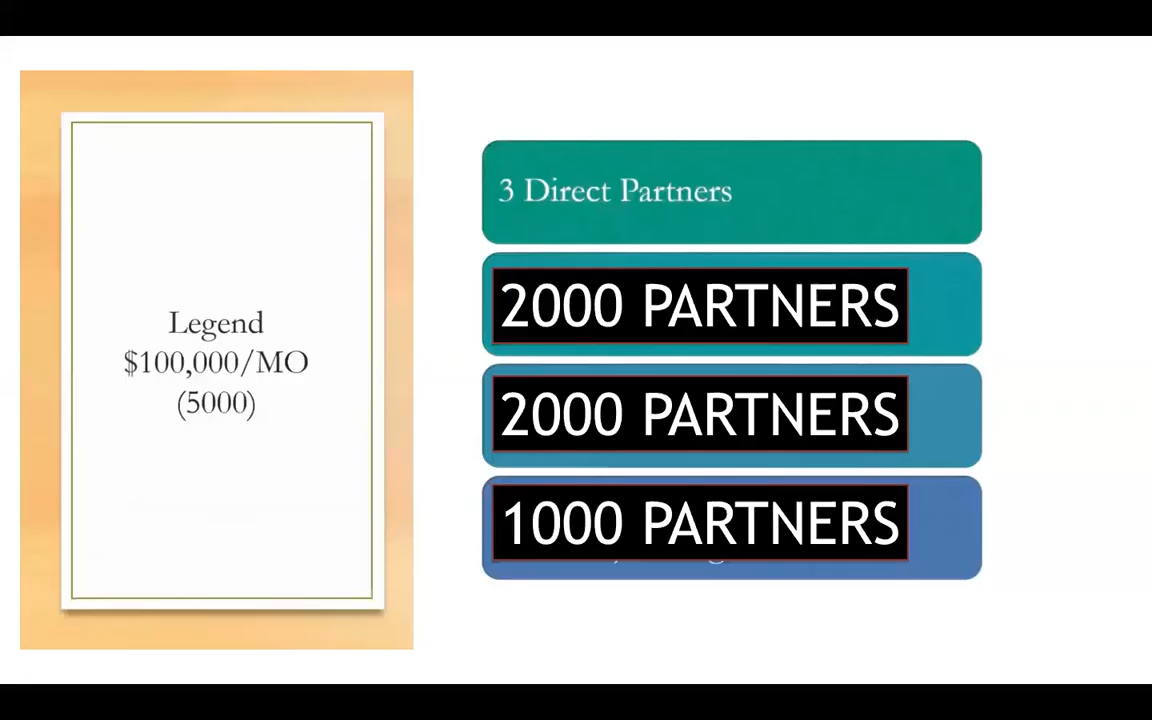 Legend
$100,000/MO
(5000)
3 Direct Partners
2000 PARTNERS
2000 PARTNERS
1000 PARTNERS